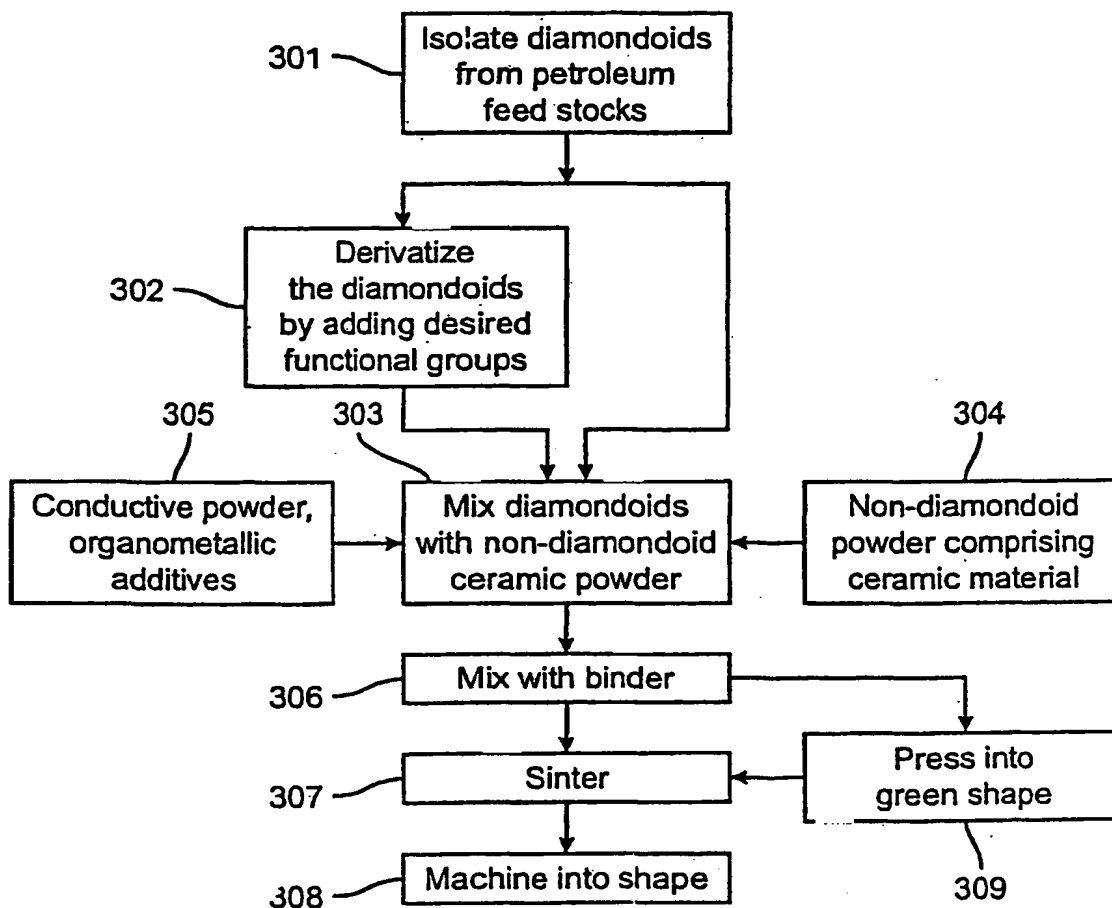 301
Isolate diamondoids
from petroleum
feed stocks
302
Derivatize
the diamondoids
by adding desired
functional groups
305
303
304
Conductive powder,
organometallic
additives
Mix diamondoids
with non-diamondoid
ceramic powder
Non-diamondoid
powder comprising
ceramic material
306
Mix with binder
307
Sinter
Press into
green shape
308
Machine into shape
309